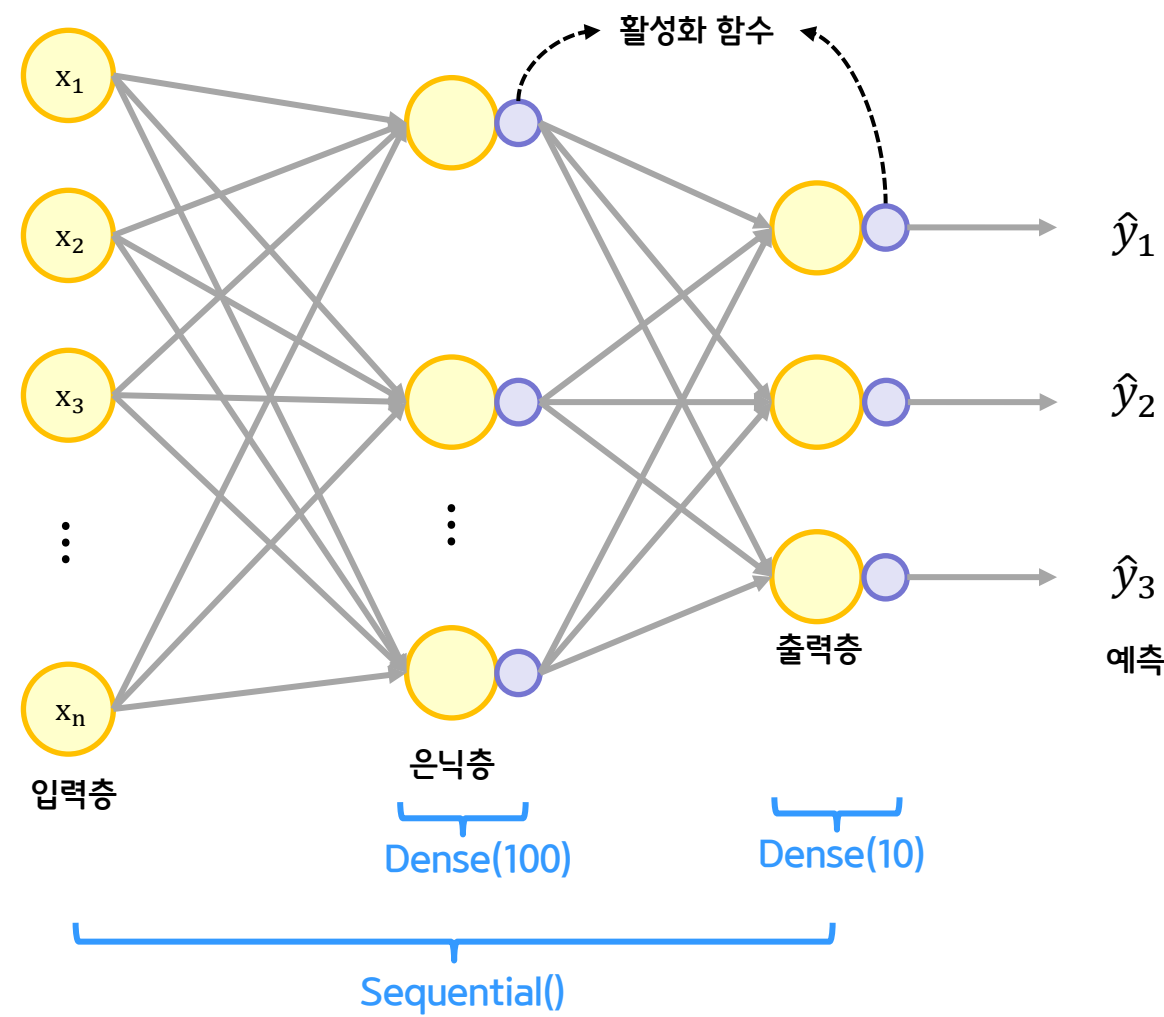 활성화 함수
x1
x2
x3
⋮
xn
입력층
⋮
은닉층
출력층
ŷ1
ŷ2
ŷ3
예측
Dense(100)
Dense(10)
Sequential()